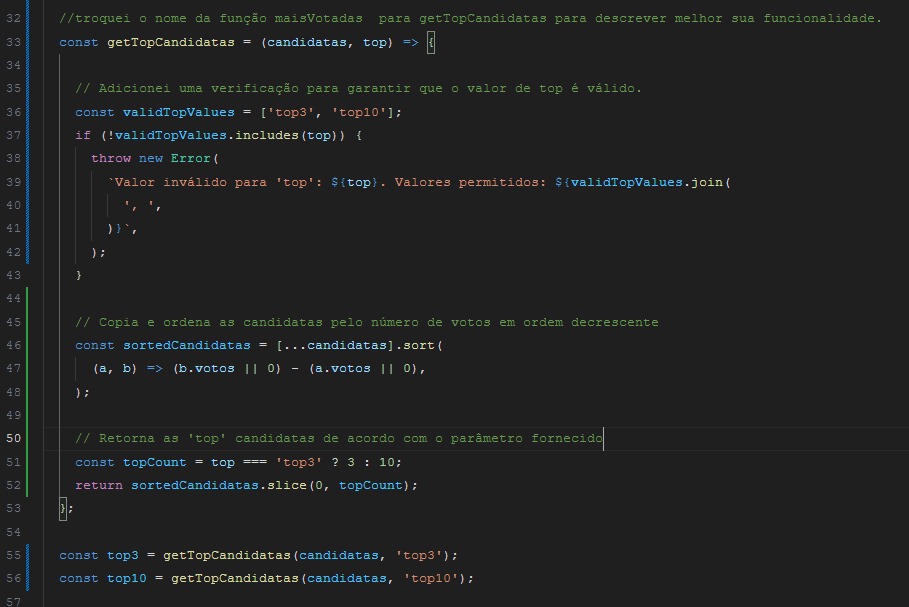 32 //troquei o nome da função maisVotadas  para getTopCandidatas para descrever melhor sua funcionalidade.
33 const getTopCandidatas = (candidatas, top) => {
34
35 // Adicionei uma verificação para garantir que o valor de top é válido.
36 const validTopValues = ['top3', 'top10'];
37 if (!validTopValues.includes(top)) {
38 throw new Error(
39 `Valor inválido para 'top': ${top}. Valores permitidos: ${validTopValues.join(
40 ', ',
41 )}`,
42 );
43 }
44
45 // Copia e ordena as candidatas pelo número de votos em ordem decrescente
46 const sortedCandidatas = [...candidatas].sort(
47 (a, b) => (b.votos || 0) - (a.votos || 0),
48 );
49
50 // Retorna as 'top' candidatas de acordo com o parâmetro fornecido
51 const topCount = top === 'top3' ? 3 : 10;
52 return sortedCandidatas.slice(0, topCount);
53 };
54
55 const top3 = getTopCandidatas(candidatas, 'top3');
56 const top10 = getTopCandidatas(candidatas, 'top10');
57